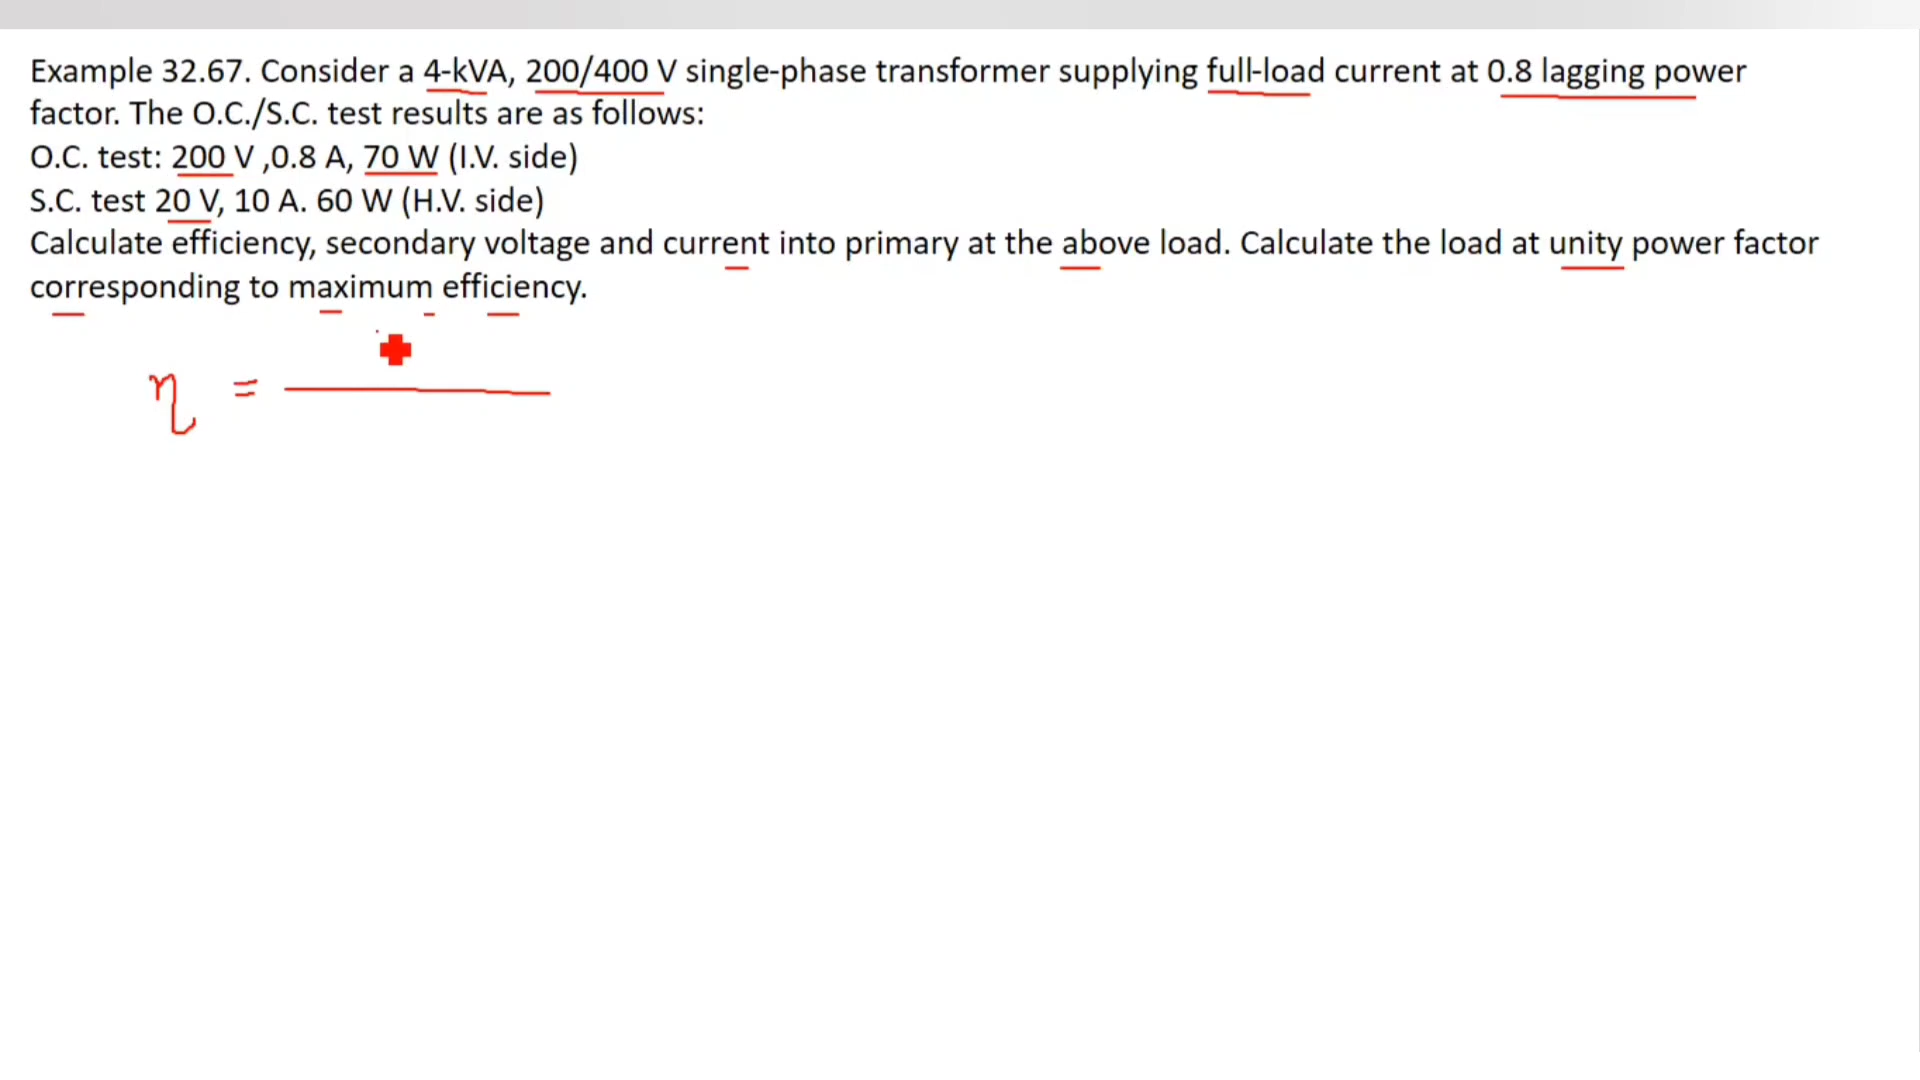 Example 32.67. Consider a 4-kVA, 200/400 V single-phase transformer supplying full-load current at 0.8 lagging power
factor. The O.C./S.C. test results are as follows:
O.C. test: 200 V ,0.8 A, 70 W (I.V. side)
S.C. test 20 V, 10 A. 60 W (H.V. side)
Calculate efficiency, secondary voltage and current into primary at the above load. Calculate the load at unity power factor
corresponding to maximum efficiency.
η =